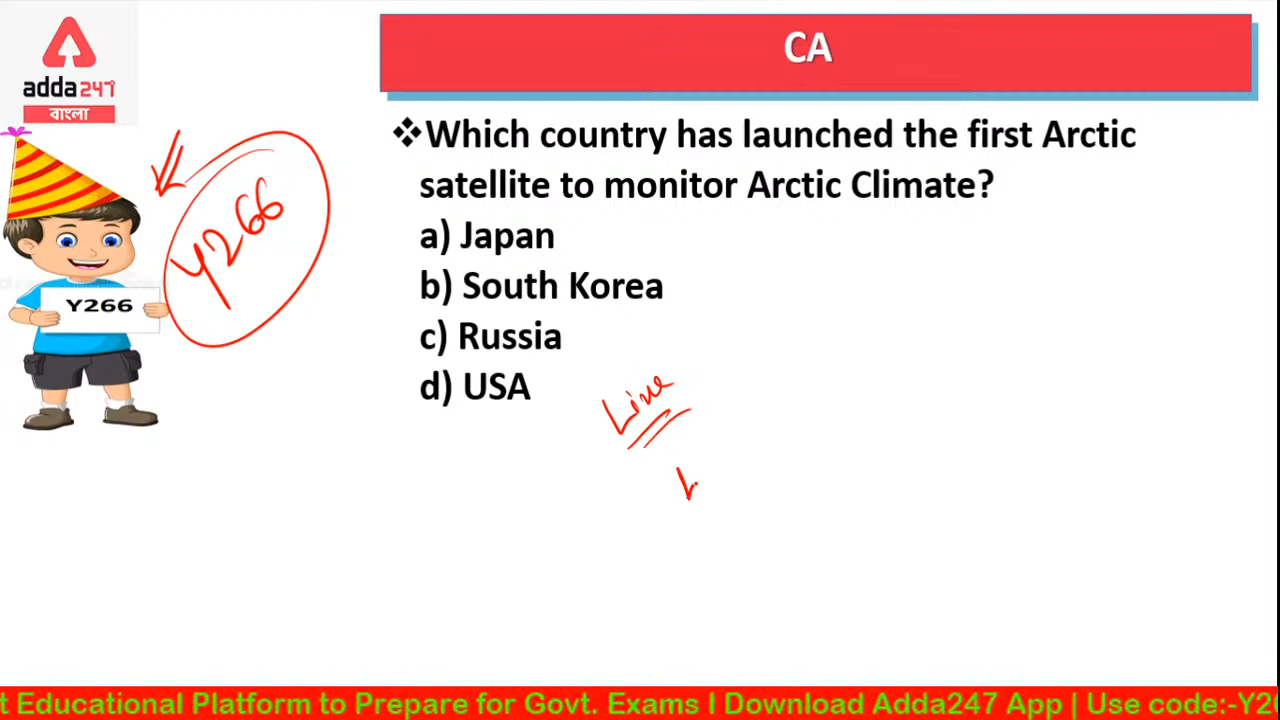 CA
adda247
বাংলা
❖Which country has launched the first Arctic
satellite to monitor Arctic Climate?
a) Japan
b) South Korea
c) Russia
d) USA
Y266
Y266
Live
t Educational Platform to Prepare for Govt. Exams I Download Adda247 App | Use code:-Y26